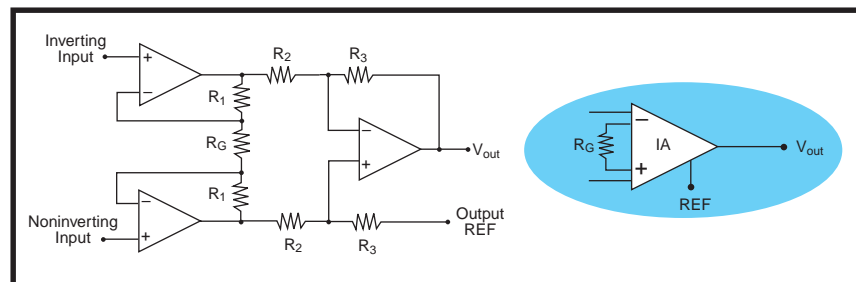 Inverting
Input
+
−
R1
RG
R1
−
+
Noninverting
Input
R2
R3
−
+
Vout
R2
R3
Output
REF
RG
−
+
IA
Vout
REF